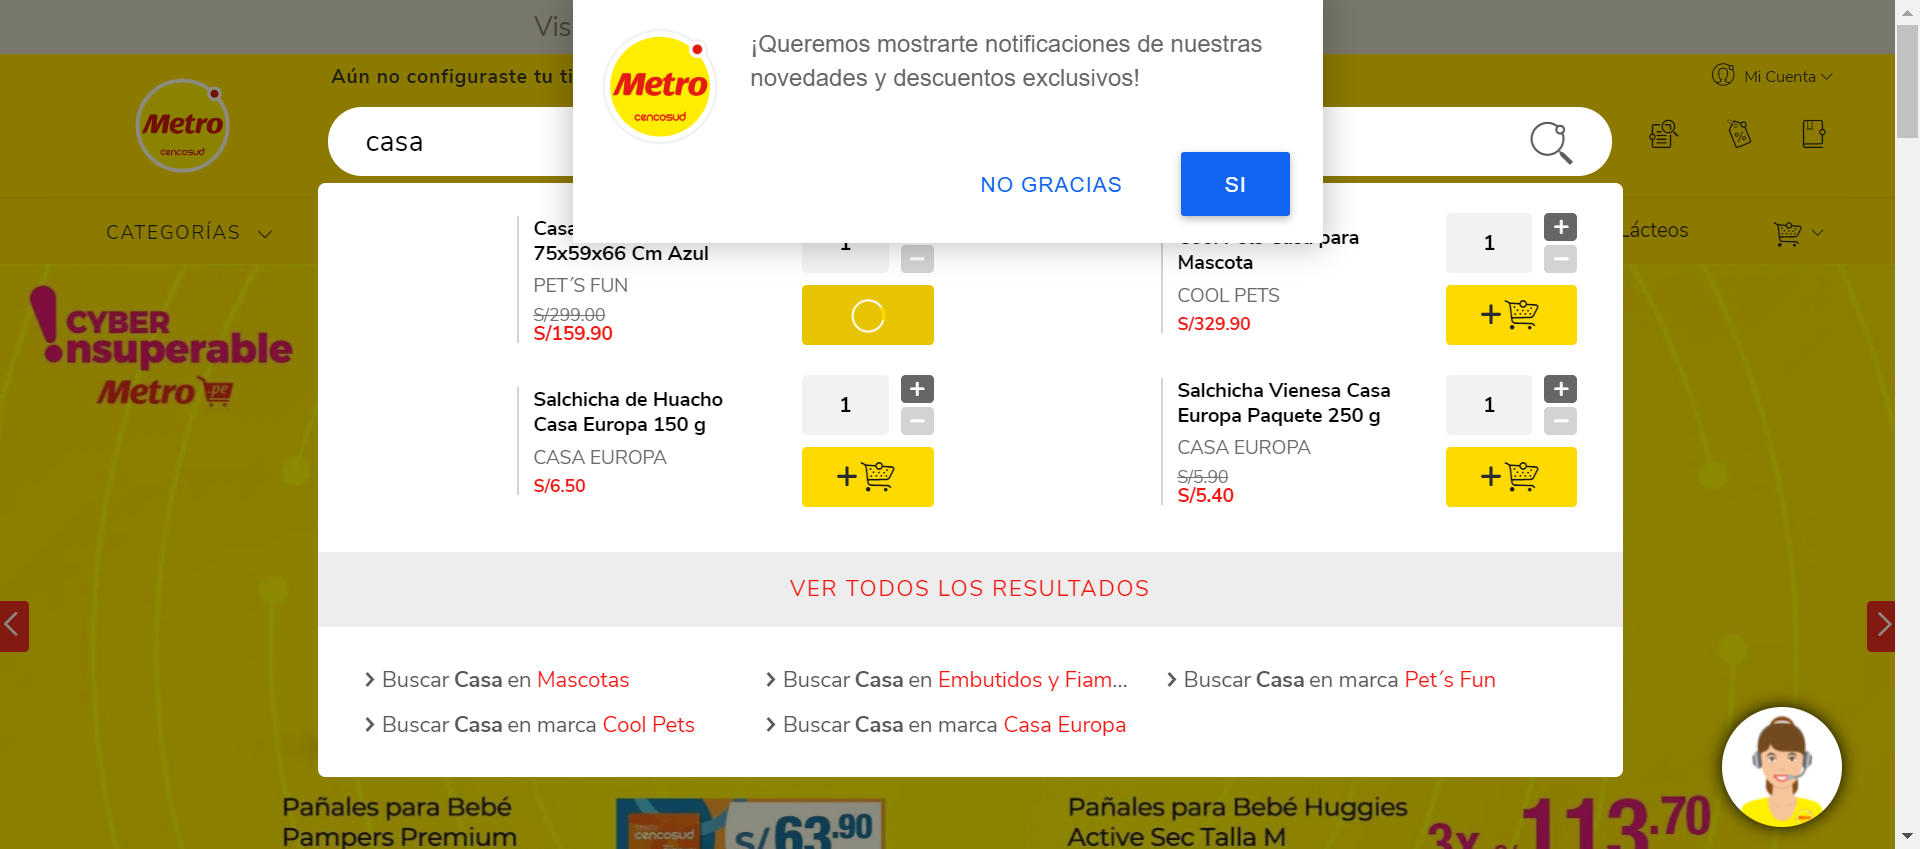 Vis
¡Queremos mostrarte notificaciones de nuestras
novedades y descuentos exclusivos!
Metro
cencosud
NO GRACIAS
SI
Aún no configuraste tu ti
Mi Cuenta
Metro
cencosud
casa
CATEGORÍAS
Lácteos
Casa
75x59x66 Cm Azul
PET´S FUN
S/299.00
S/159.90
1
Cool Pets Casa para
Mascota
COOL PETS
S/329.90
1
Salchicha de Huacho
Casa Europa 150 g
CASA EUROPA
S/6.50
1
Salchicha Vienesa Casa
Europa Paquete 250 g
CASA EUROPA
S/5.90
S/5.40
1
CYBER
nsuperable
Metro.pe
VER TODOS LOS RESULTADOS
Buscar Casa en Mascotas
Buscar Casa en Embutidos y Fiam...
Buscar Casa en marca Pet´s Fun
Buscar Casa en marca Cool Pets
Buscar Casa en marca Casa Europa
Pañales para Bebé
Pampers Premium
cencosud
S/63.90
Pañales para Bebé Huggies
Active Sec Talla M
3x S/113.70